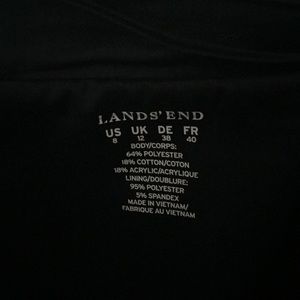 LANDS' END
US UK DE FR
8 12 38 40
BODY/CORPS:
64% POLYESTER
18% COTTON/COTON
18% ACRYLIC/ACRYLIQUE
LINING/DOUBLURE:
95% POLYESTER
5% SPANDEX
MADE IN VIETNAM/
FABRIQUE AU VIETNAM